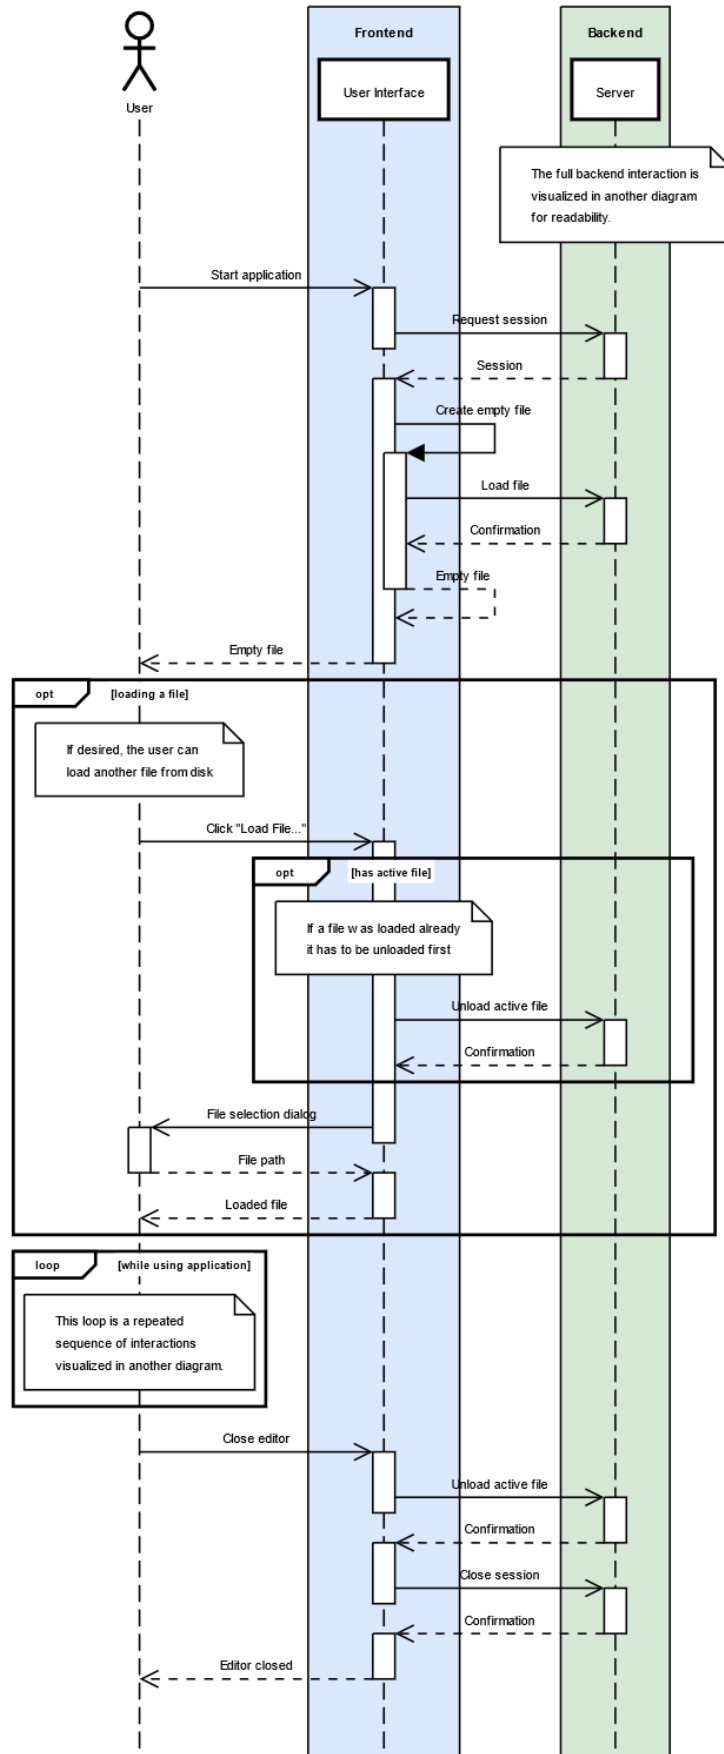 Frontend
Backend
User Interface
Server
User
The full backend interaction is
visualized in another diagram
for readability.
Start application
Request session
Session
Create empty file
Load file
Confirmation
Empty file
Empty file
opt
[loading a file]
If desired, the user can
load another file from disk
Click "Load File..."
opt
[has active file]
If a file was loaded already
it has to be unloaded first
Unload active file
Confirmation
File selection dialog
File path
Loaded file
loop
[while using application]
This loop is a repeated
sequence of interactions
visualized in another diagram.
Close editor
Unload active file
Confirmation
Close session
Confirmation
Editor closed